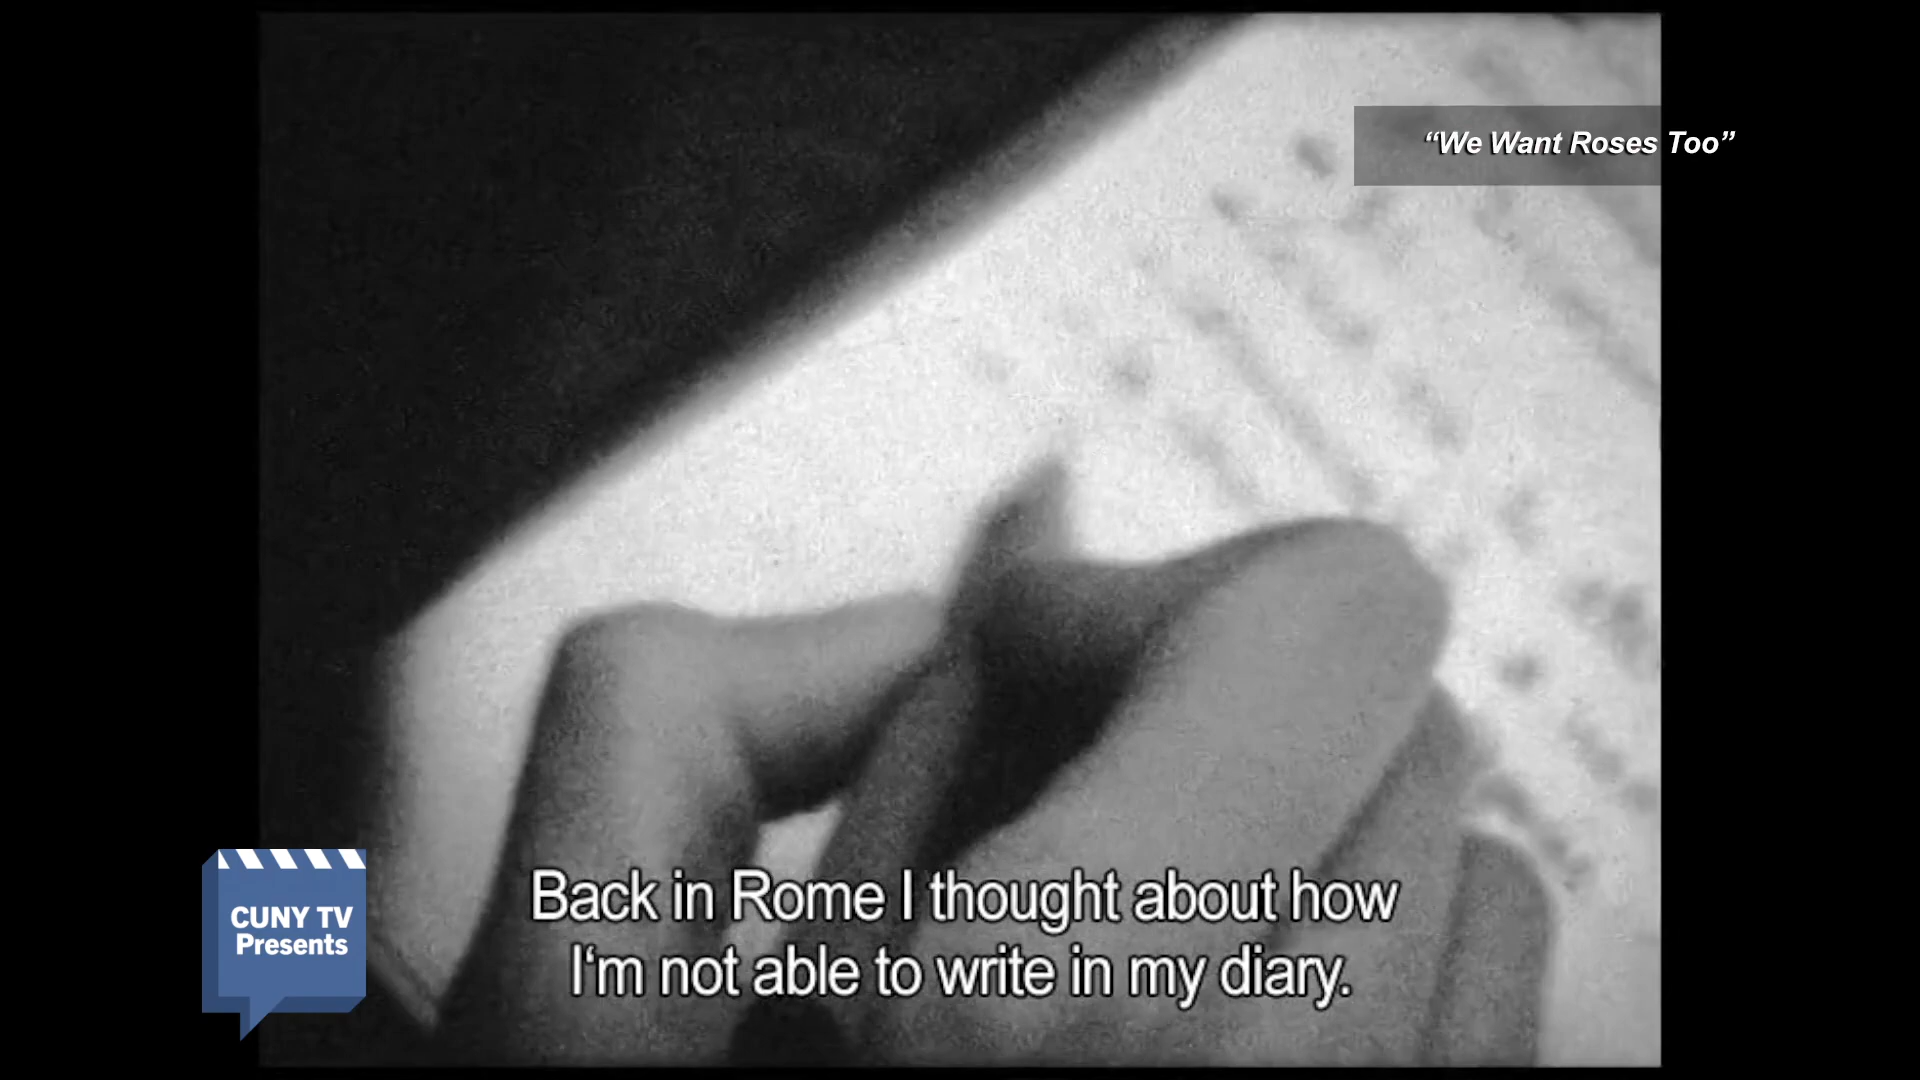 “We Want Roses Too”
CUNY TV
Presents
Back in Rome I thought about how
I‘m not able to write in my diary.